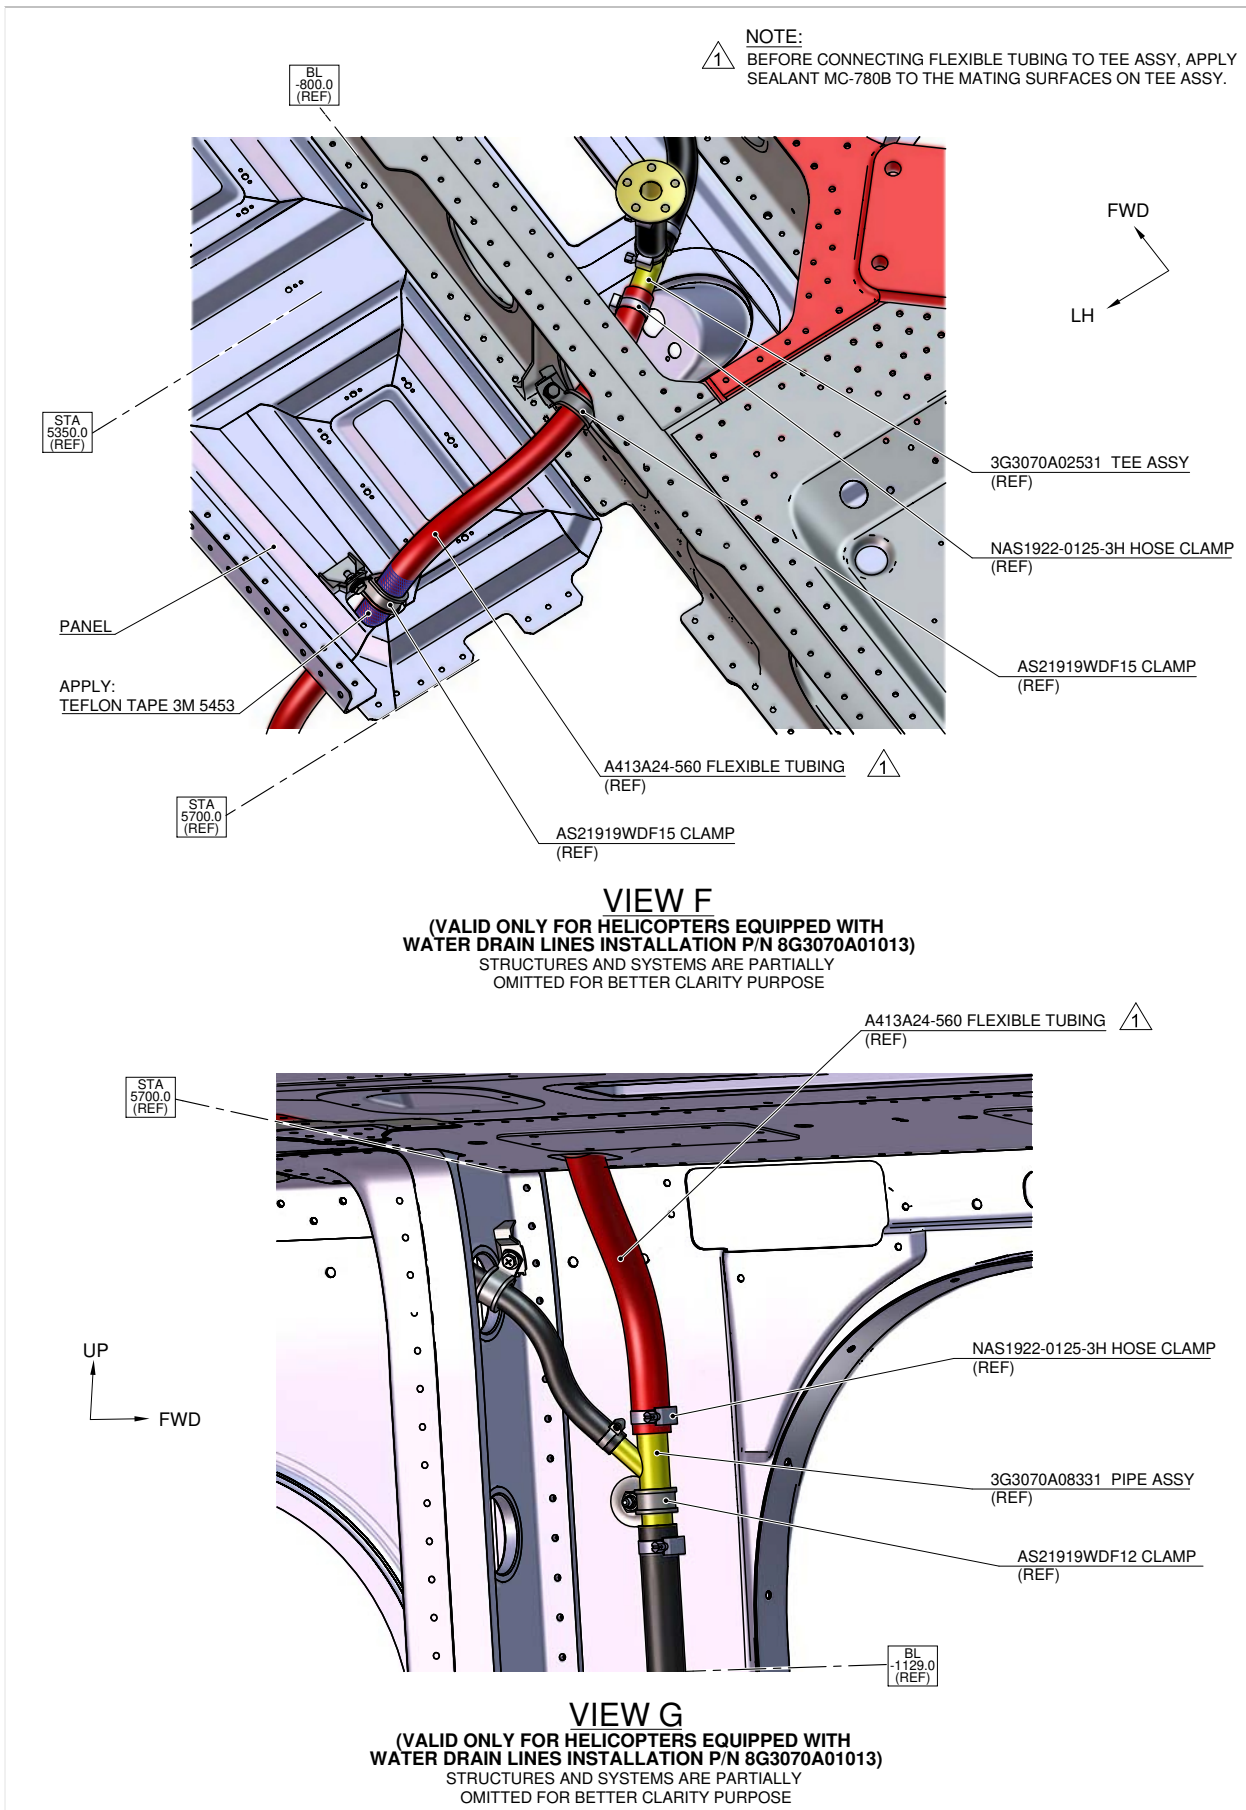 NOTE:
1 BEFORE CONNECTING FLEXIBLE TUBING TO TEE ASSY, APPLY
SEALANT MC-780B TO THE MATING SURFACES ON TEE ASSY.
BL
-800.0
(REF)
FWD
LH
STA
5350.0
(REF)
3G3070A02531 TEE ASSY
(REF)
NAS1922-0125-3H HOSE CLAMP
(REF)
PANEL
AS21919WDF15 CLAMP
(REF)
APPLY:
TEFLON TAPE 3M 5453
A413A24-560 FLEXIBLE TUBING 1
(REF)
STA
5700.0
(REF)
AS21919WDF15 CLAMP
(REF)
VIEW F
(VALID ONLY FOR HELICOPTERS EQUIPPED WITH
WATER DRAIN LINES INSTALLATION P/N 8G3070A01013)
STRUCTURES AND SYSTEMS ARE PARTIALLY
OMITTED FOR BETTER CLARITY PURPOSE
A413A24-560 FLEXIBLE TUBING 1
(REF)
STA
5700.0
(REF)
UP
FWD
NAS1922-0125-3H HOSE CLAMP
(REF)
3G3070A08331 PIPE ASSY
(REF)
AS21919WDF12 CLAMP
(REF)
BL
-1129.0
(REF)
VIEW G
(VALID ONLY FOR HELICOPTERS EQUIPPED WITH
WATER DRAIN LINES INSTALLATION P/N 8G3070A01013)
STRUCTURES AND SYSTEMS ARE PARTIALLY
OMITTED FOR BETTER CLARITY PURPOSE